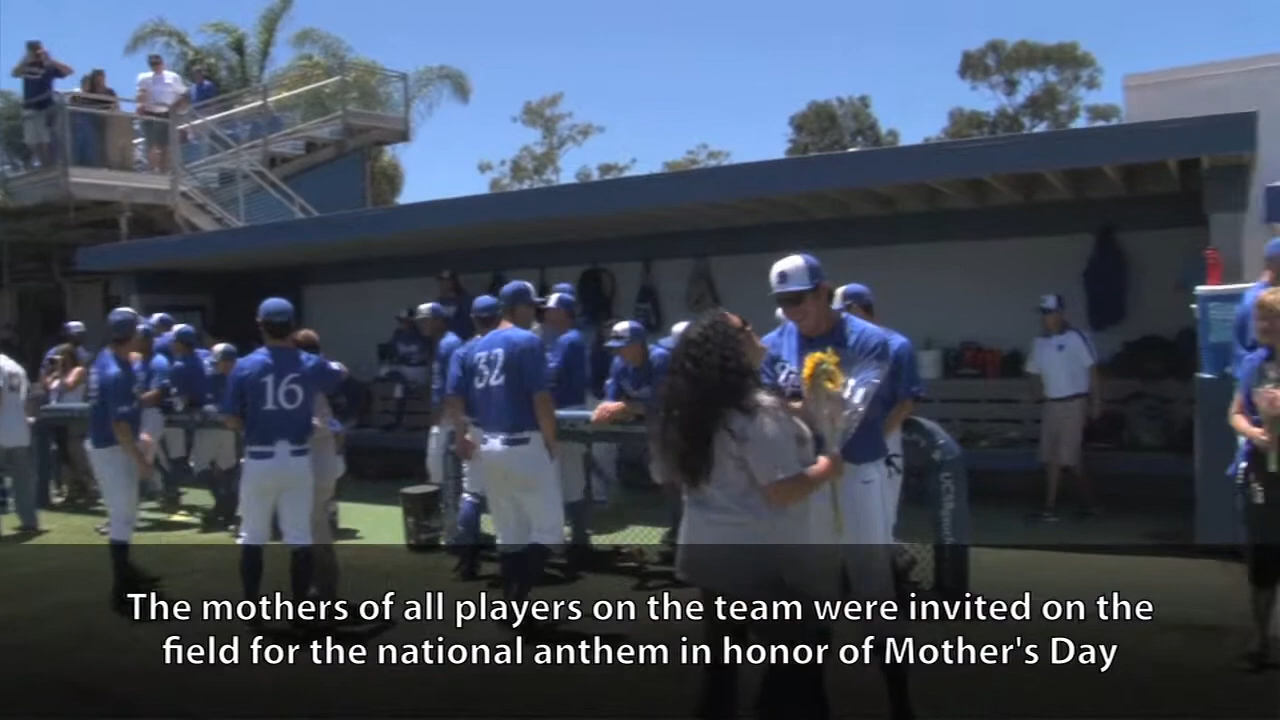 16
32
The mothers of all players on the team were invited on the
field for the national anthem in honor of Mother's Day